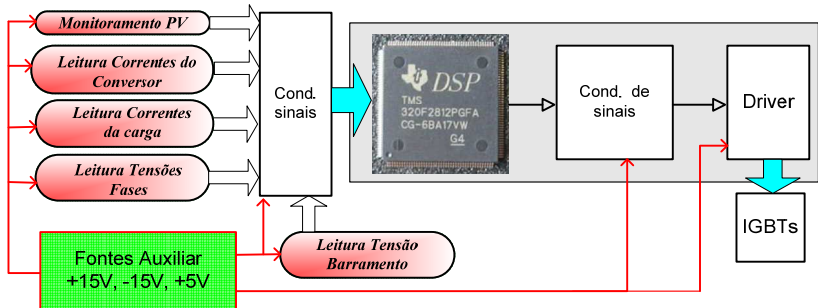 Monitoramento PV
Leitura Correntes do
Conversor
Leitura Correntes
da carga
Leitura Tensões
Fases
Cond.
sinais
DSP
TMS
320F2812PGFA
CG-6BA17VW
G4
Cond. de
sinais
Driver
IGBTs
Leitura Tensão
Barramento
Fontes Auxiliar
+15V, -15V, +5V